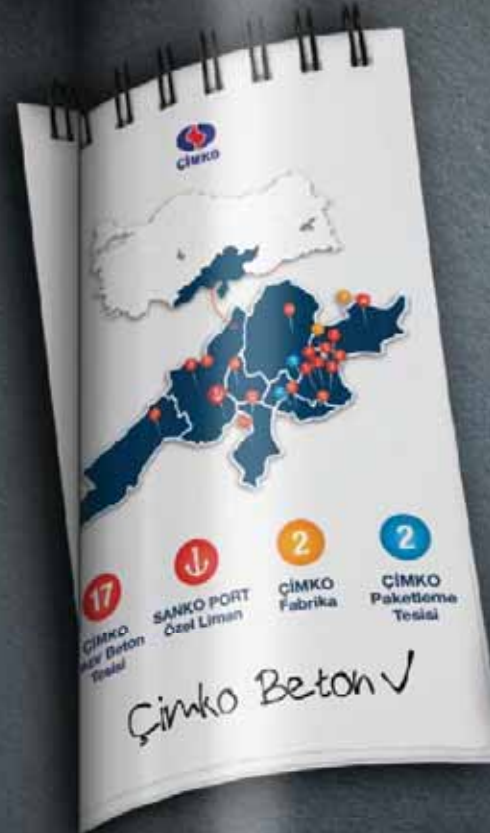 ÇİMKO
17
ÇİMKO
Hazır Beton
Tesisi
SANKO PORT
Özel Liman
2
ÇİMKO
Fabrika
2
ÇİMKO
Paketleme
Tesisi
Çimko Beton ✓